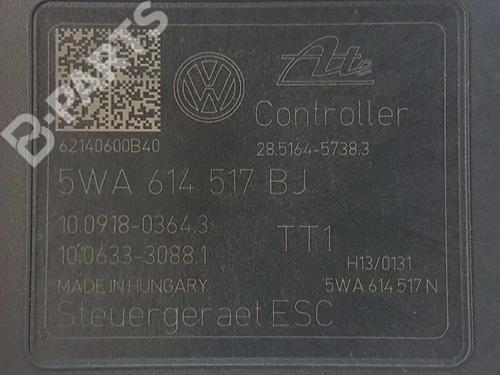 B-PARTS
VW
Ate
Controller
62140600B40
28.5164-5738.3
5WA 614 517 BJ
10.0918-0364.3
10.0633-3088.1
TT1
H13/0131
MADE IN HUNGARY
5WA 614 517 N
Steuergeraet ESC